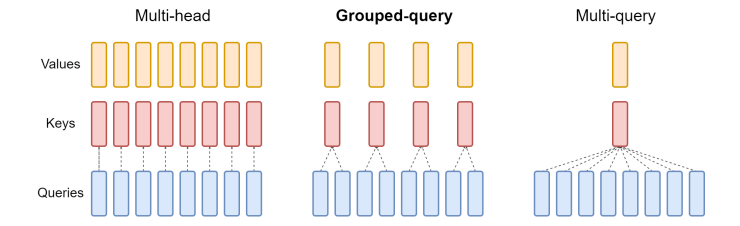 Multi-head
Grouped-query
Multi-query
Values
Keys
Queries